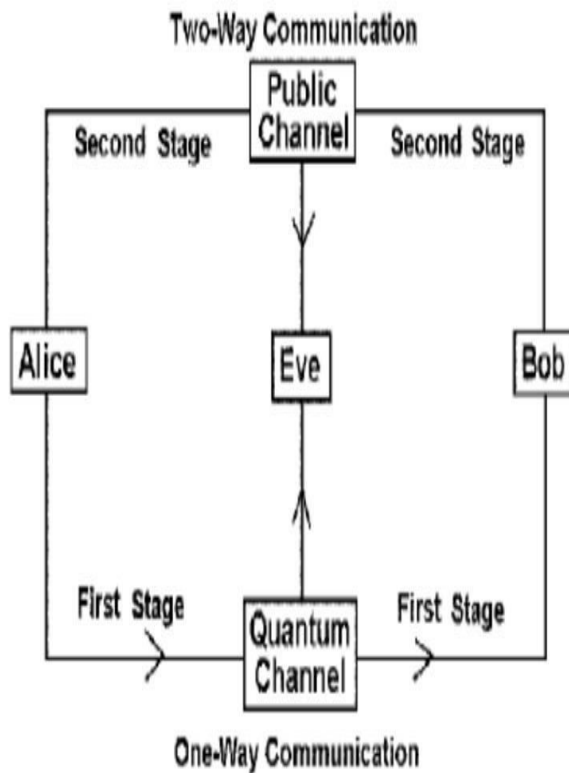 Two-Way Communication
Public
Channel
Second Stage
Second Stage
Alice
Eve
Bob
First Stage
First Stage
Quantum
Channel
One-Way Communication